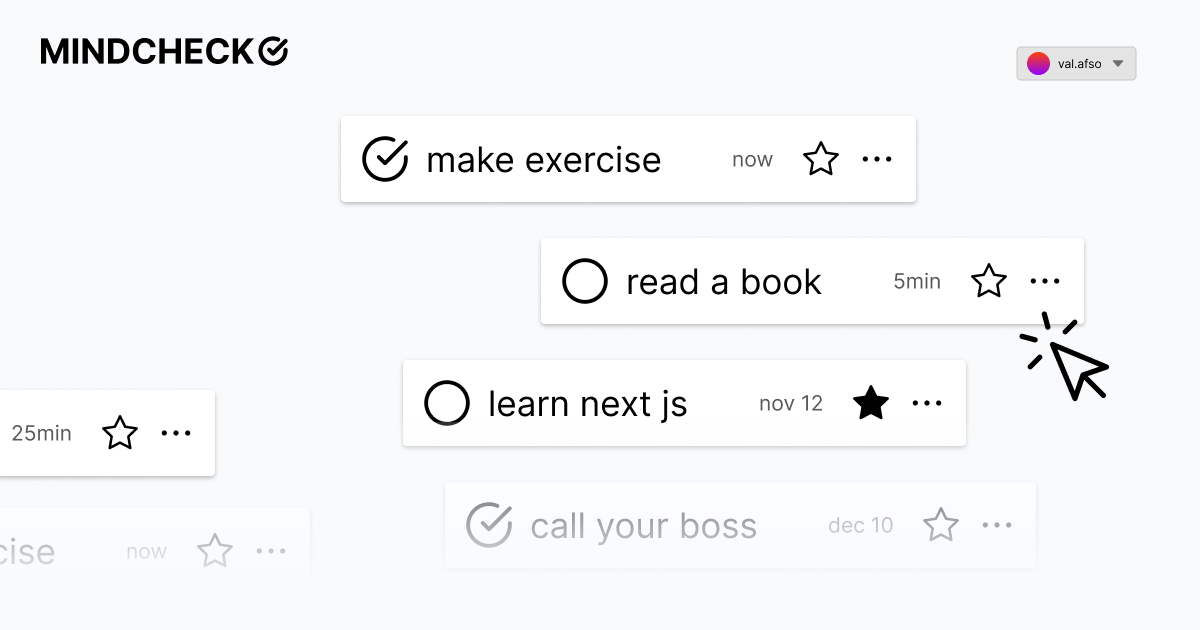 MINDCHECK
val.afso
make exercise now
read a book 5min
learn next js nov 12
25min
call your boss dec 10
cise now